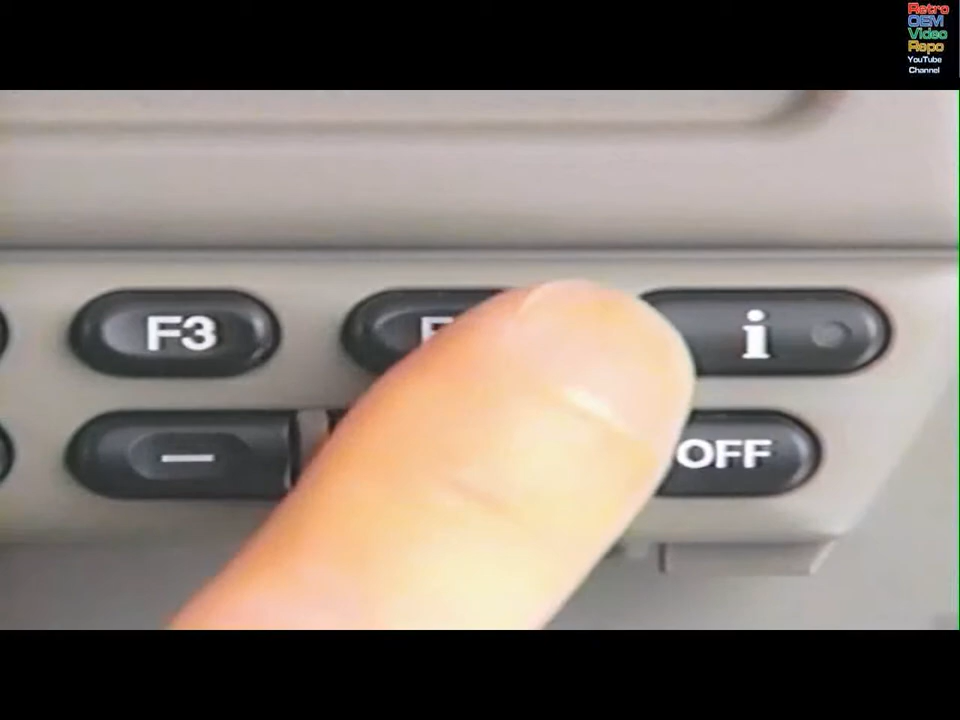 Retro
OEM
Video
Repo
YouTube
Channel
F3
i
–
OFF